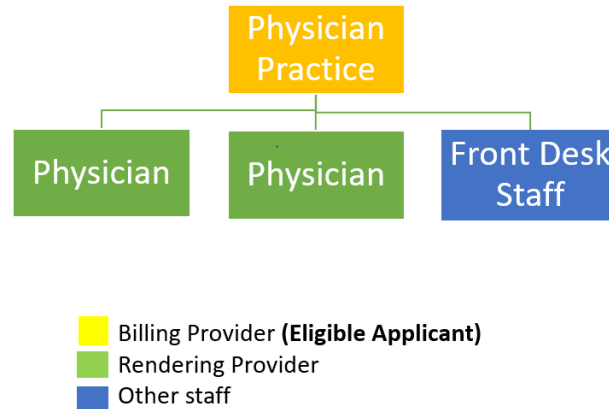 Physician
Practice
Physician
Physician
Front Desk
Staff
Billing Provider (Eligible Applicant)
Rendering Provider
Other staff